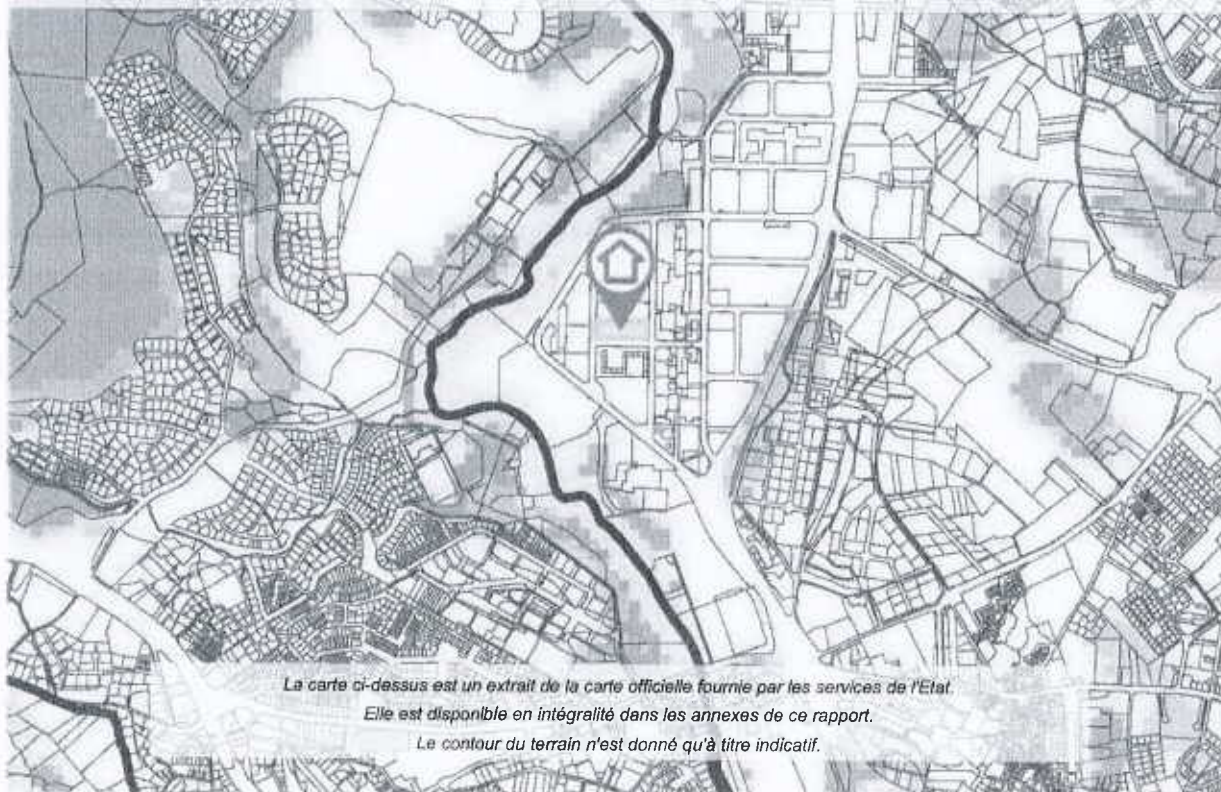 La carte ci-dessus est un extrait de la carte officielle fournie par les services de l'Etat.
Elle est disponible en intégralité dans les annexes de ce rapport.
Le contour du terrain n'est donné qu'à titre indicatif.